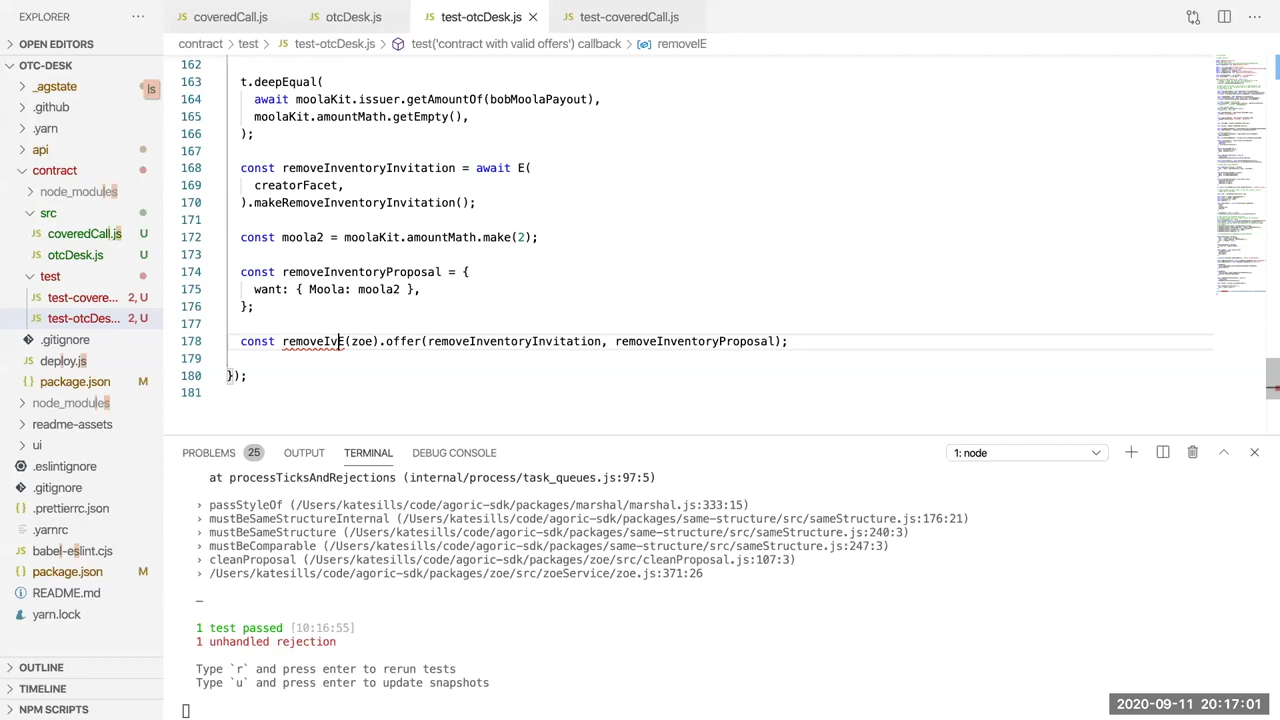 EXPLORER
coveredCall.js
otcDesk.js
test-otcDesk.js
test-coveredCall.js
OPEN EDITORS
contract > test > test-otcDesk.js > test('contract with valid offers') callback > removeIE
OTC-DESK
_agstate
.github
.yarn
api
contract
node_modules
src
coveredCall.js U
otcDesk.js U
test
test-covere... 2, U
test-otcDes... 2, U
.gitignore
deploy.js
package.json M
node_modules
readme-assets
ui
.eslintignore
.gitignore
.prettierrc.json
.yarnrc
babel-eslint.cjs
package.json M
README.md
yarn.lock
OUTLINE
TIMELINE
NPM SCRIPTS
162
163 t.deepEqual(
164 await moolaKit.issuer.getAmountOf(bobMoolaPayout),
165 moolaKit.amountMath.getEmpty(),
166 );
167
168 const removeInventoryInvitation = await E(
169 creatorFacet,
170 ).makeRemoveInventoryInvitation();
171
172 const moola2 = moolaKit.amountMath.make(2);
173
174 const removeInventoryProposal = {
175 want: { Moola: moola2 },
176 };
177
178 const removeIvE(zoe).offer(removeInventoryInvitation, removeInventoryProposal);
179
180 });
181
PROBLEMS 25 OUTPUT TERMINAL DEBUG CONSOLE
1: node
at processTicksAndRejections (internal/process/task_queues.js:97:5)
› passStyleOf (/Users/katesills/code/agoric-sdk/packages/marshal/marshal.js:333:15)
› mustBeSameStructureInternal (/Users/katesills/code/agoric-sdk/packages/same-structure/src/sameStructure.js:176:21)
› mustBeSameStructure (/Users/katesills/code/agoric-sdk/packages/same-structure/src/sameStructure.js:240:3)
› mustBeComparable (/Users/katesills/code/agoric-sdk/packages/same-structure/src/sameStructure.js:247:3)
› cleanProposal (/Users/katesills/code/agoric-sdk/packages/zoe/src/cleanProposal.js:107:3)
› /Users/katesills/code/agoric-sdk/packages/zoe/src/zoeService/zoe.js:371:26
─
1 test passed [10:16:55]
1 unhandled rejection
Type `r` and press enter to rerun tests
Type `u` and press enter to update snapshots
2020-09-11 20:17:01